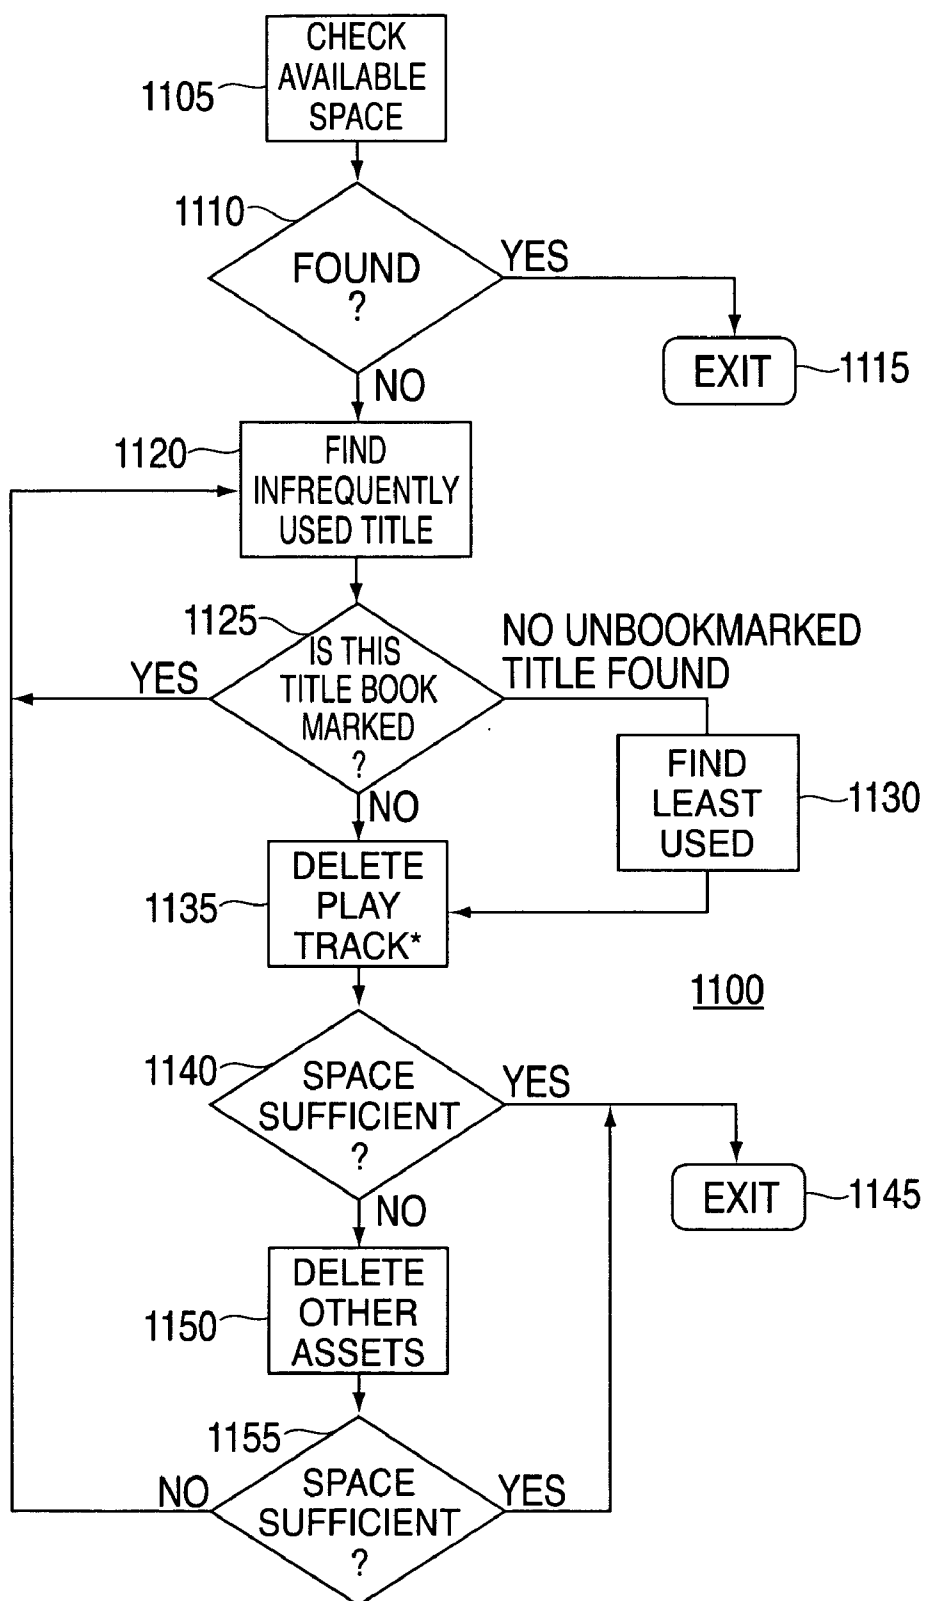 CHECK
AVAILABLE
SPACE
1105
1110
FOUND
?
YES
EXIT
1115
NO
1120
FIND
INFREQUENTLY
USED TITLE
1125
IS THIS
TITLE BOOK
MARKED
?
YES
NO UNBOOKMARKED
TITLE FOUND
FIND
LEAST
USED
1130
NO
1135
DELETE
PLAY
TRACK*
1100
1140
SPACE
SUFFICIENT
?
YES
EXIT
1145
NO
1150
DELETE
OTHER
ASSETS
1155
SPACE
SUFFICIENT
?
NO
YES